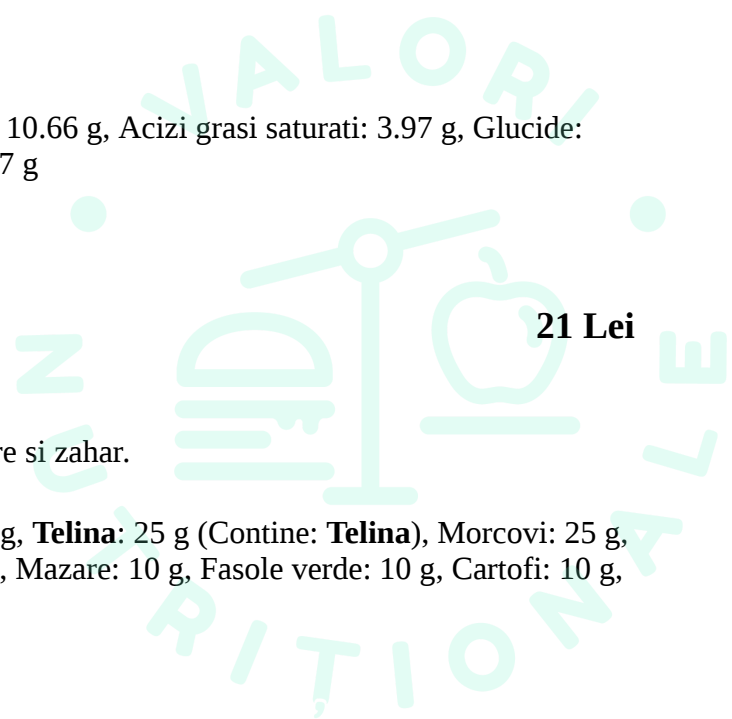 VALORI
10.66 g, Acizi grasi saturati: 3.97 g, Glucide:
7 g
21 Lei
re si zahar.
g, Telina: 25 g (Contine: Telina), Morcovi: 25 g,
, Mazare: 10 g, Fasole verde: 10 g, Cartofi: 10 g,
NUTRITIONALE